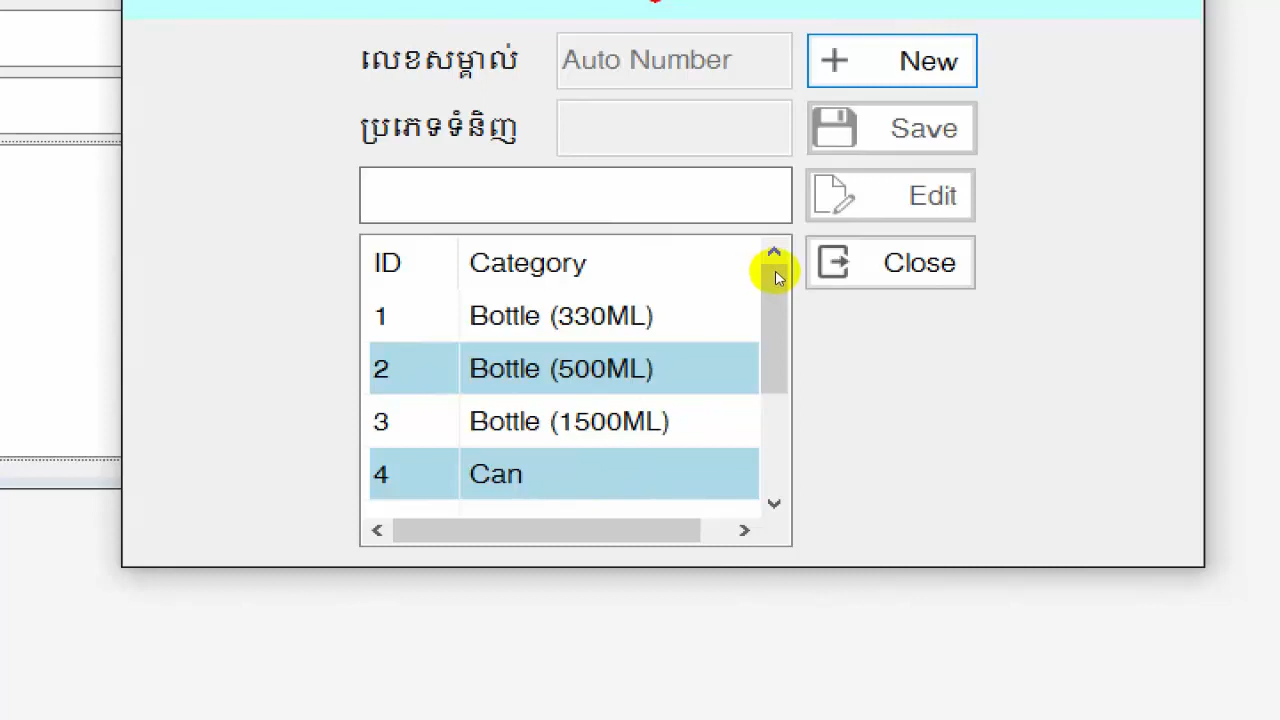 លេខសម្គាល់ Auto Number New
ប្រភេទទំនិញ Save
Edit
Close
ID Category
1 Bottle (330ML)
2 Bottle (500ML)
3 Bottle (1500ML)
4 Can